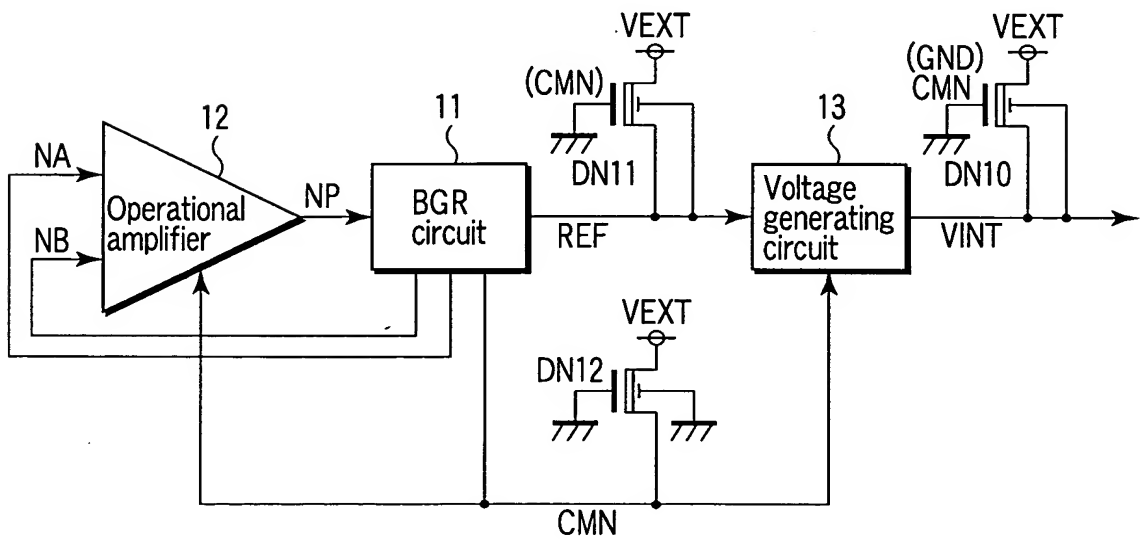 VEXT
VEXT
(CMN)
(GND)
CMN
12
11
13
NA
NB
Operational
amplifier
NP
BGR
circuit
DN11
REF
Voltage
generating
circuit
DN10
VINT
VEXT
DN12
CMN